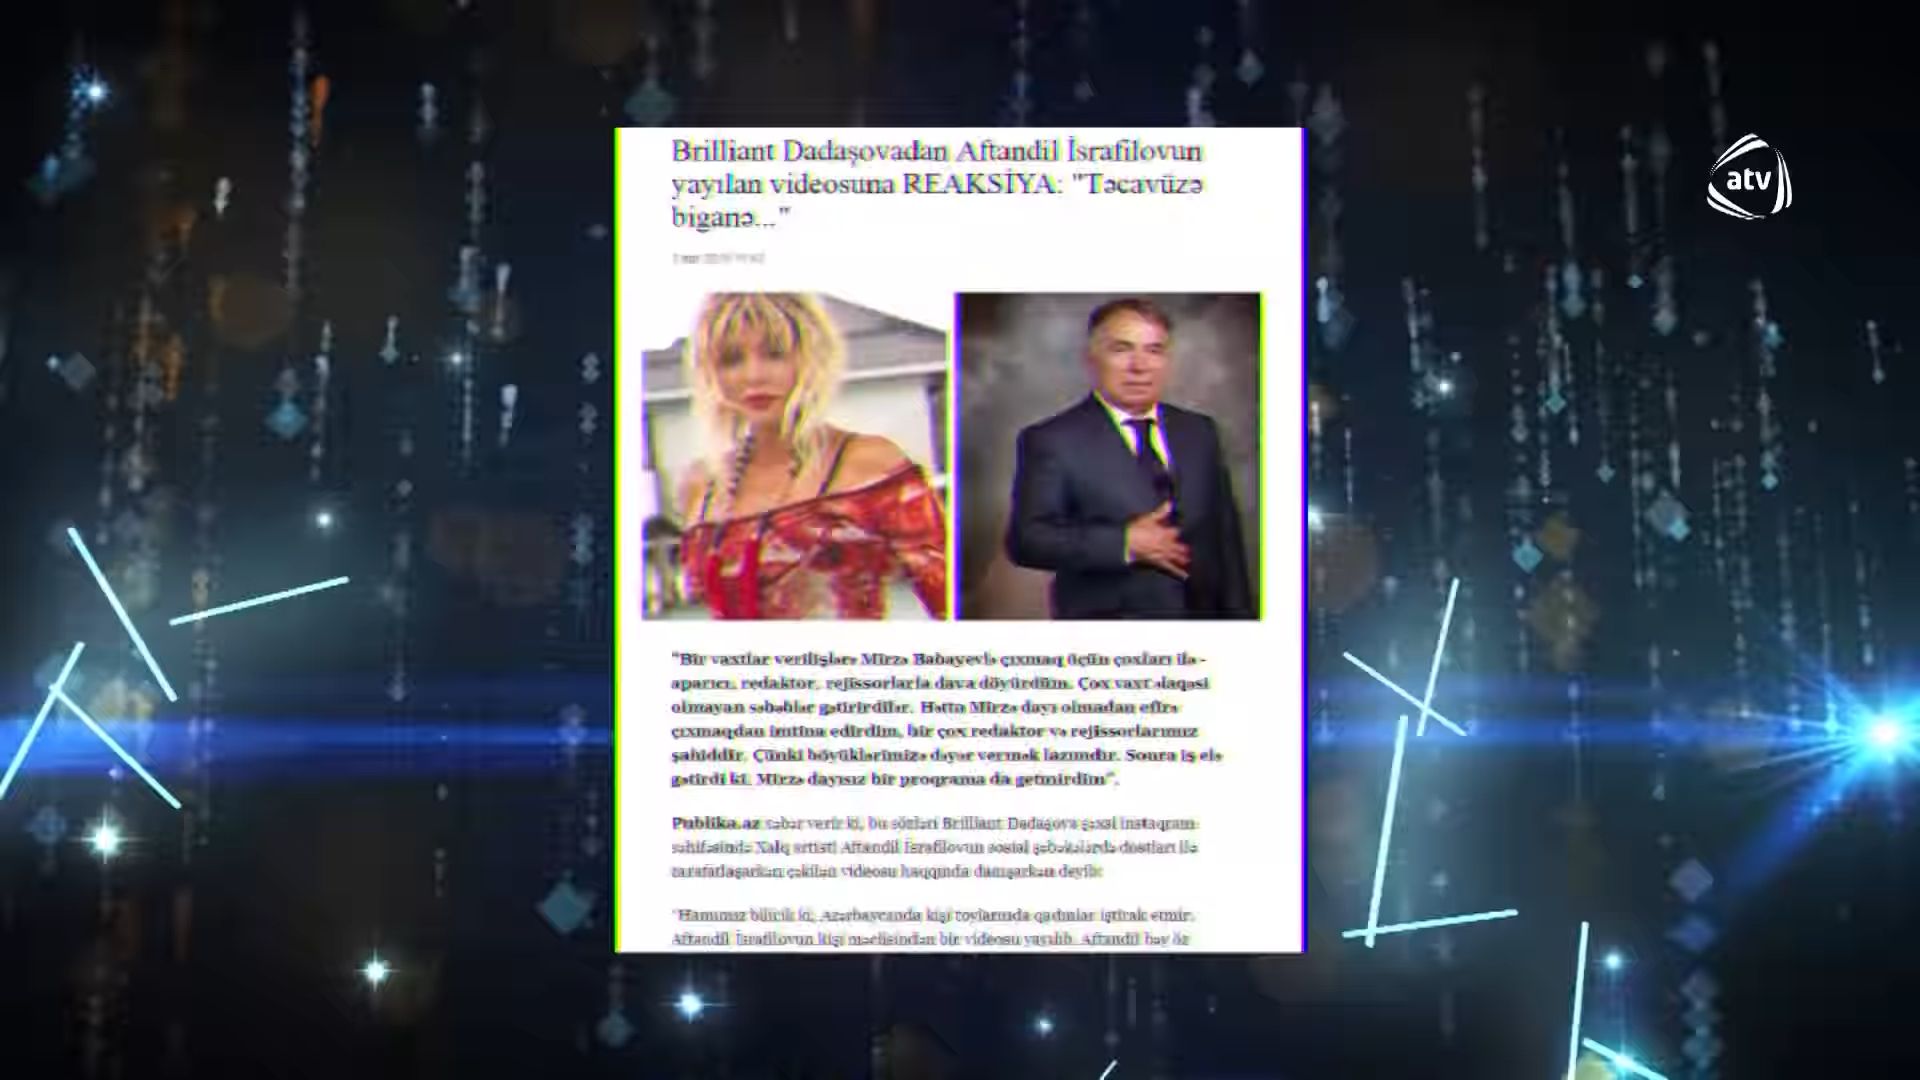 atv
Brilliant Dadaşovadan Aftandil İsrafilovun
yayılan videosuna REAKSİYA: "Təcavüzə
biganə..."
"Bir vaxtlar verilişlərə Mirzə Babayevlə çıxmaq üçün çoxları ilə -
aparıcı, redaktor, rejissorlarla dava döyürdüm. Çox vaxt əlaqəsi
olmayan səbəblər gətirirdilər. Hətta Mirzə dayı olmadan efirə
çıxmaqdan imtina edirdim, bir çox redaktor və rejissorlarımız
şahiddir. Çünki böyüklərimizə dəyər vermək lazımdır. Sonra iş elə
gətirdi ki, Mirzə dayısız bir proqrama da getmirdim".
Publika.az xəbər verir ki, bu sözləri Brilliant Dadaşova şəxsi instaqram
səhifəsində Xalq artisti Aftandil İsrafilovun sosial şəbəkələrdə dostları ilə
zarafatlaşarkən çəkilən videosu haqqında danışarkən deyib:
"Hamımız bilirik ki, Azərbaycanda kişi toylarında qadınlar iştirak etmir.
Aftandil İsrafilovun kişi məclisindən bir videosu yayılıb. Aftandil bəy öz